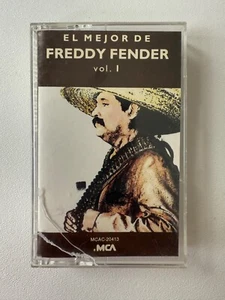 EL MEJOR DE
FREDDY FENDER
vol. I
MCAC-20413
.MCA